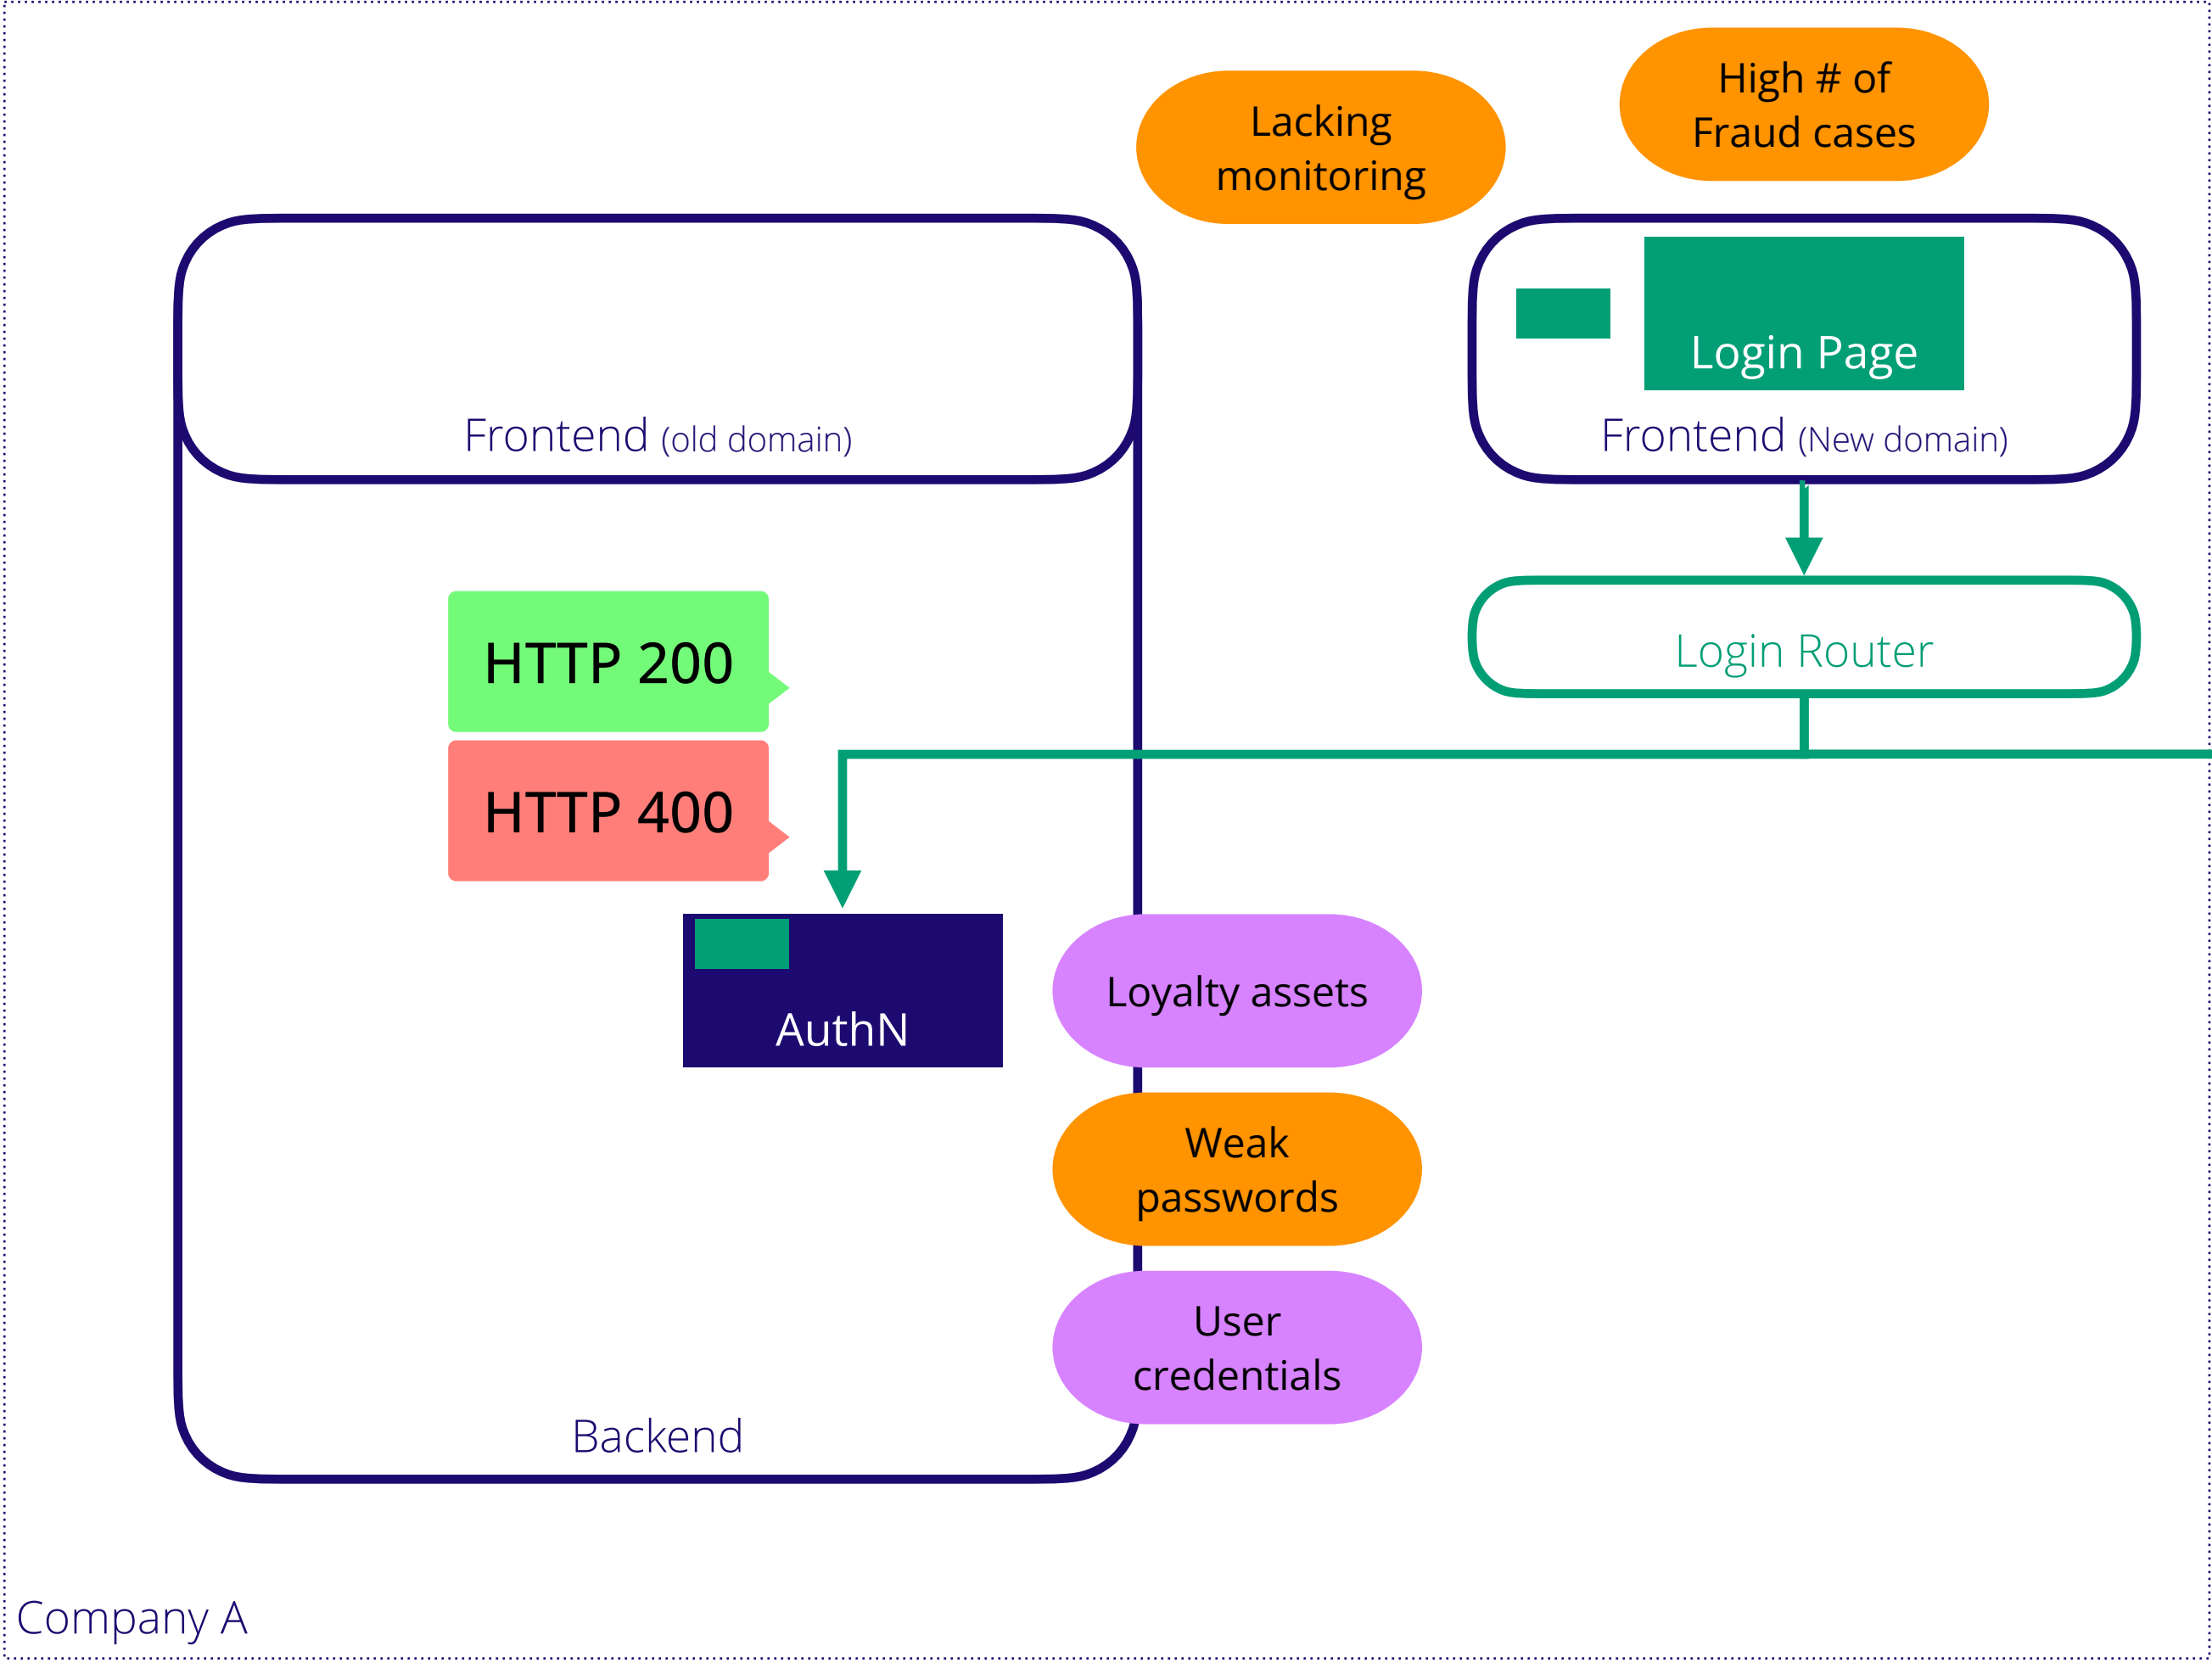 High # of
Fraud cases
Lacking
monitoring
Login Page
Frontend (old domain)
Frontend (New domain)
HTTP 200
Login Router
HTTP 400
Loyalty assets
AuthN
Weak
passwords
User
credentials
Backend
Company A